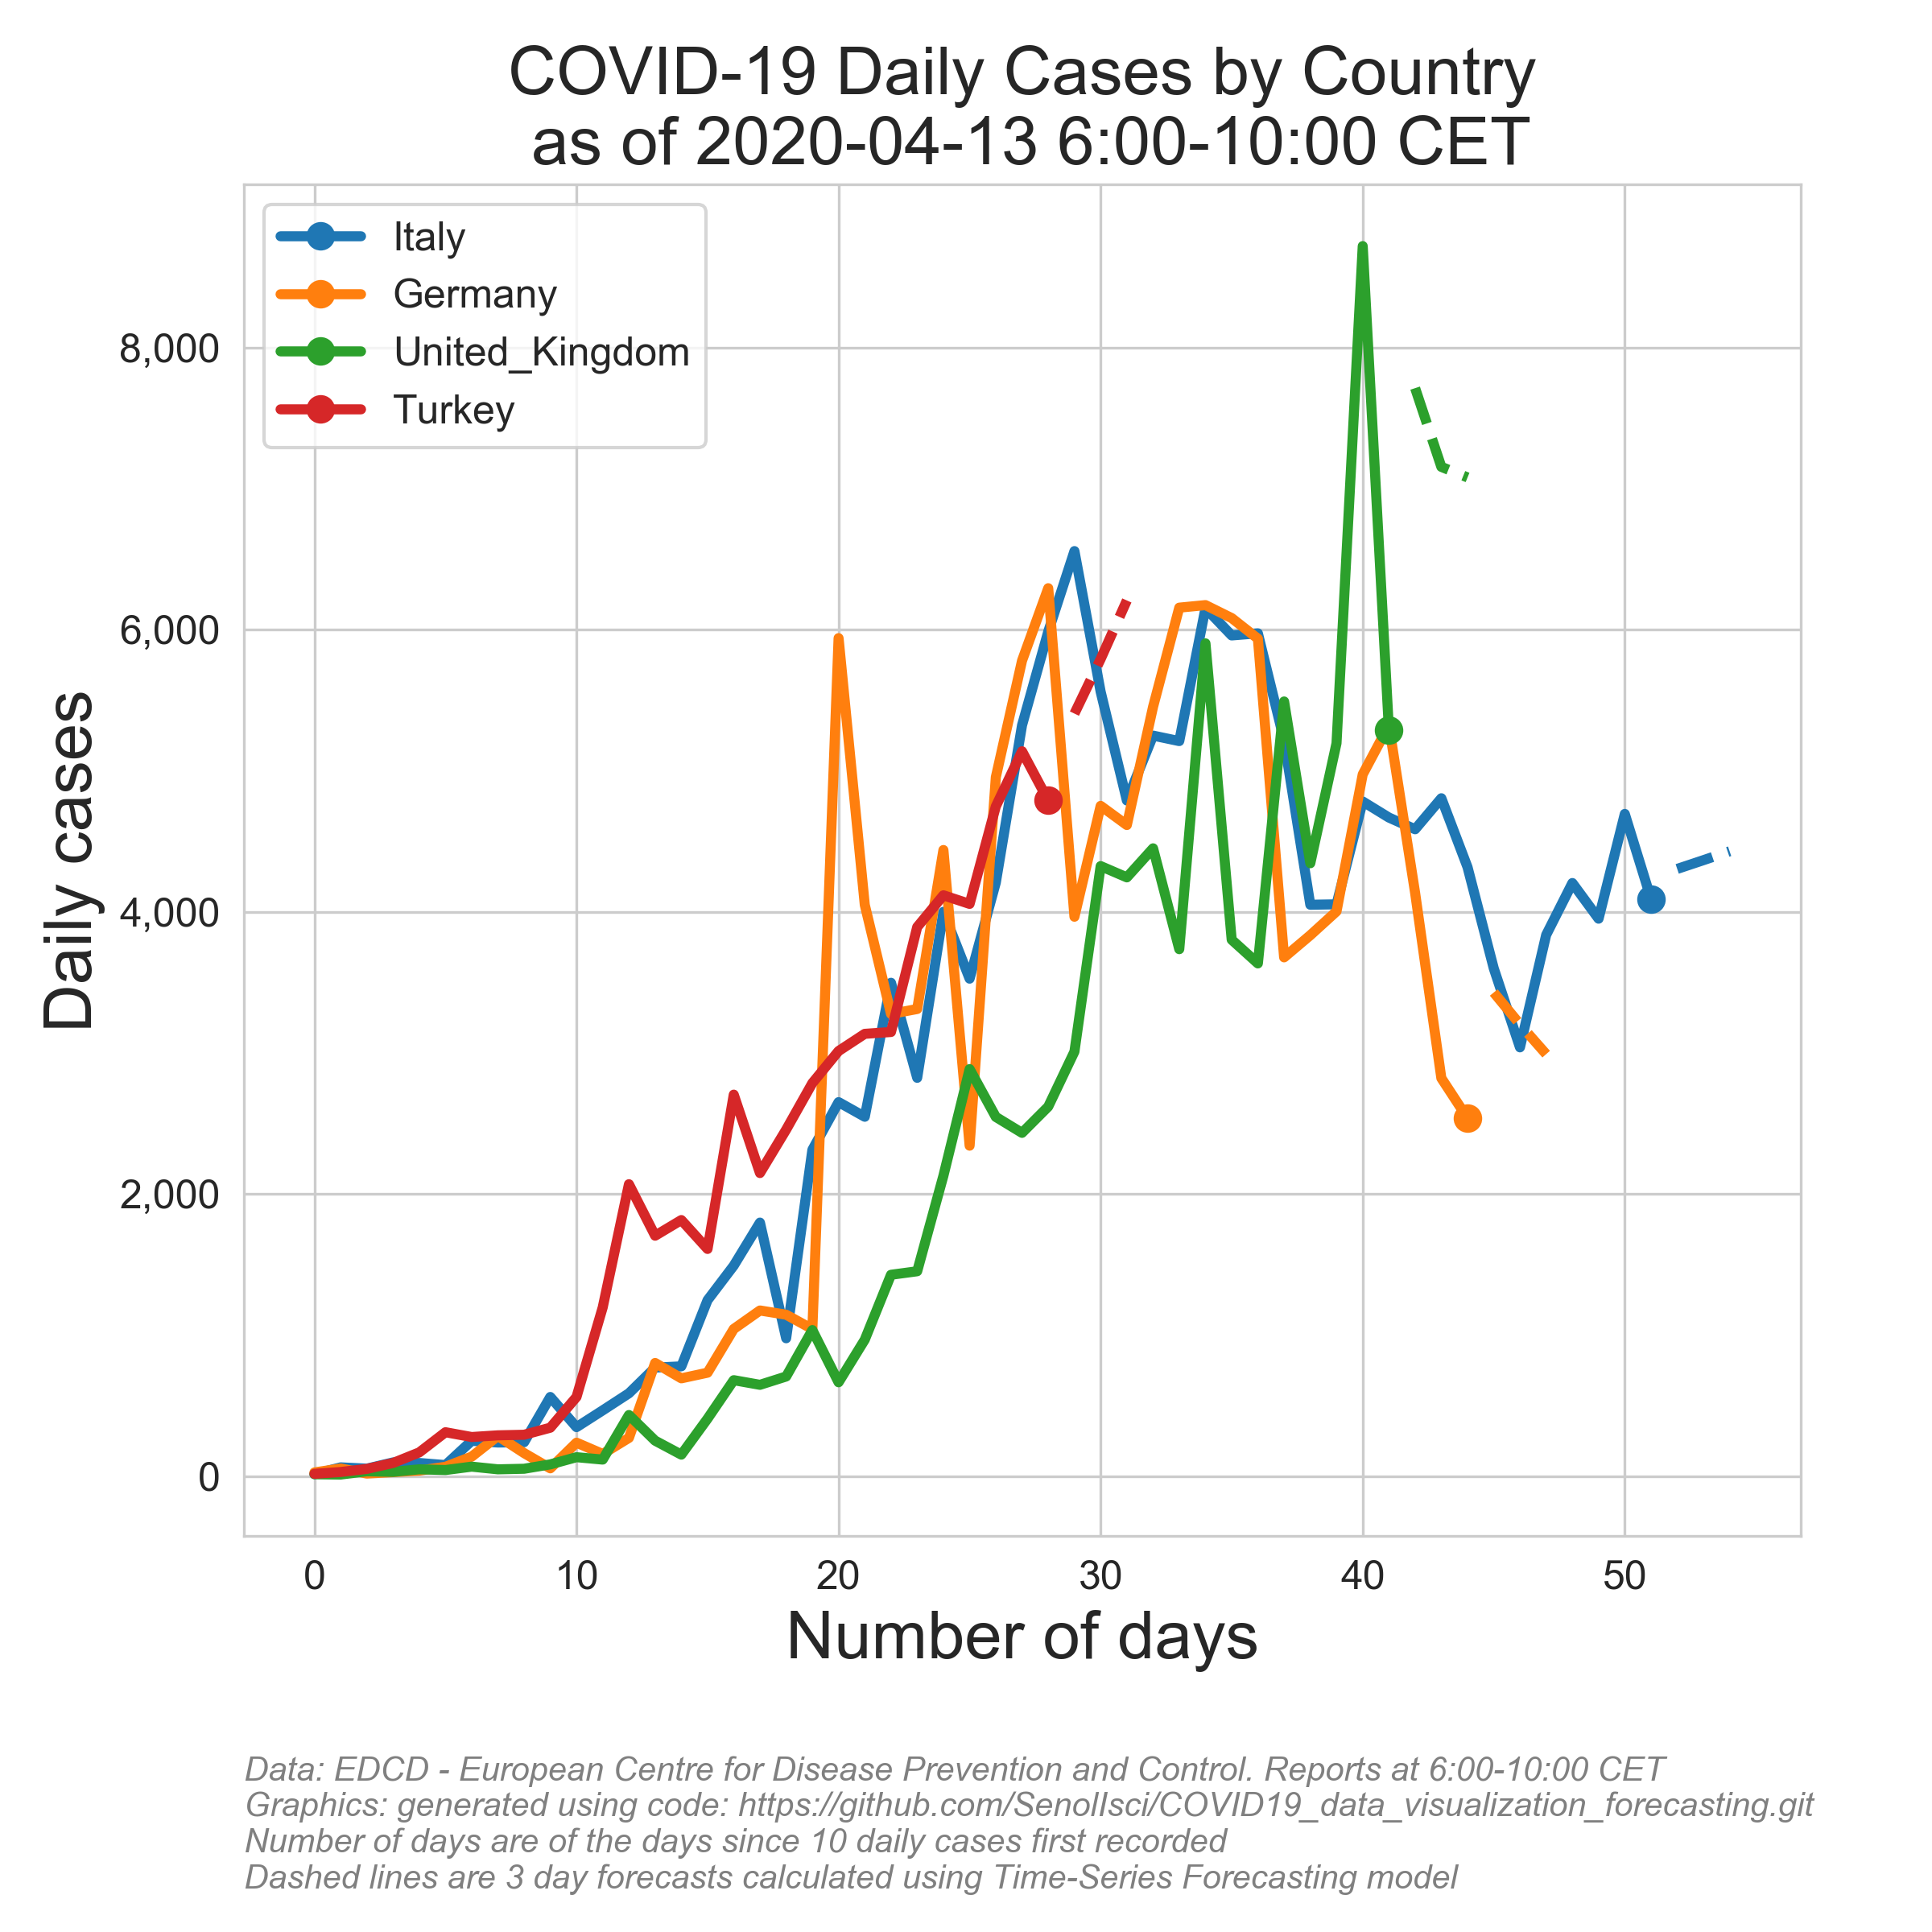 COVID-19 Daily Cases by Country
as of 2020-04-13 6:00-10:00 CET
Italy
Germany
United_Kingdom
Turkey
8,000
6,000
4,000
2,000
0
Daily cases
0 10 20 30 40 50
Number of days
Data: EDCD - European Centre for Disease Prevention and Control. Reports at 6:00-10:00 CET
Graphics: generated using code: https://github.com/SenolIsci/COVID19_data_visualization_forecasting.git
Number of days are of the days since 10 daily cases first recorded
Dashed lines are 3 day forecasts calculated using Time-Series Forecasting model